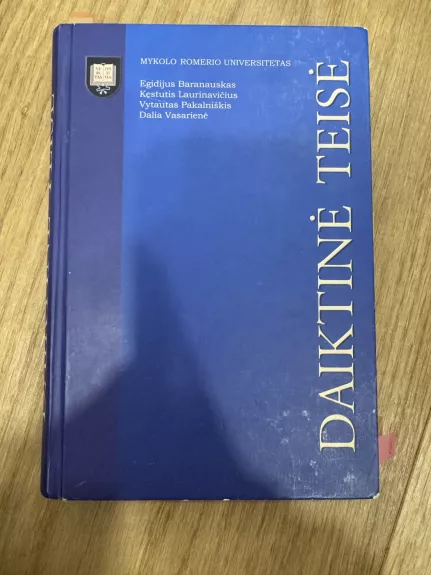 MYKOLO ROMERIO UNIVERSITETAS
Egidijus Baranauskas
Kęstutis Laurinavičius
Vytautas Pakalniškis
Dalia Vasarienė
DAIKTINĖ TEISĖ